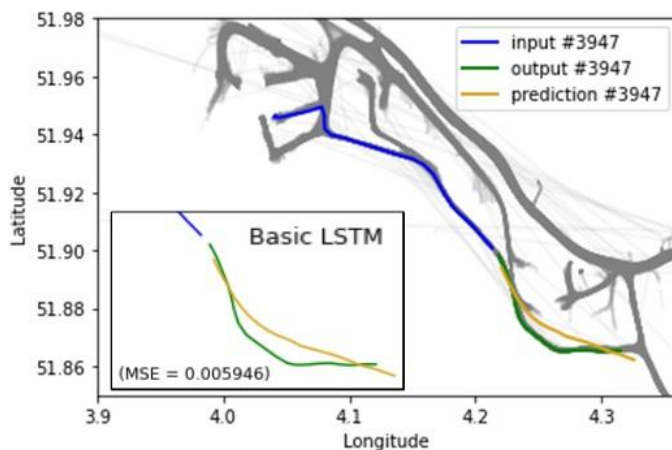 51.98
51.96
51.94
51.92
51.90
51.88
51.86
Latitude
input #3947
output #3947
prediction #3947
Basic LSTM
(MSE = 0.005946)
3.9
4.0
4.1
4.2
4.3
Longitude